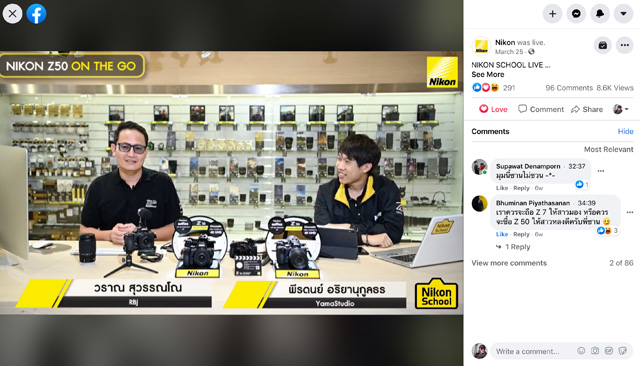 NIKON Z50 ON THE GO
Nikon
Nikon
Nikon
วราณ สุวรรณโณ
RBJ
พีรดนย์ อริยานุกูลธร
YamaStudio
Nikon
School
Nikon was live.
March 25 ·
NIKON SCHOOL LIVE ...
See More
291
96 Comments 8.6K Views
Love
Comment
Share
Comments
Hide
Most Relevant
Supawat Denamporn · 32:37
มุมนี้ชานไม่ชวน -*-
1
Like · Reply · 6w
Bhuminan Piyathasanan · 34:39
เราควรจะถือ Z 7 ให้สาวมอง หรือควร
จะซื้อ Z 50 ให้สาวหลงดีครับพี่ชาน
3
Like · Reply · 6w
1 Reply
View more comments
2 of 86
Write a comment...